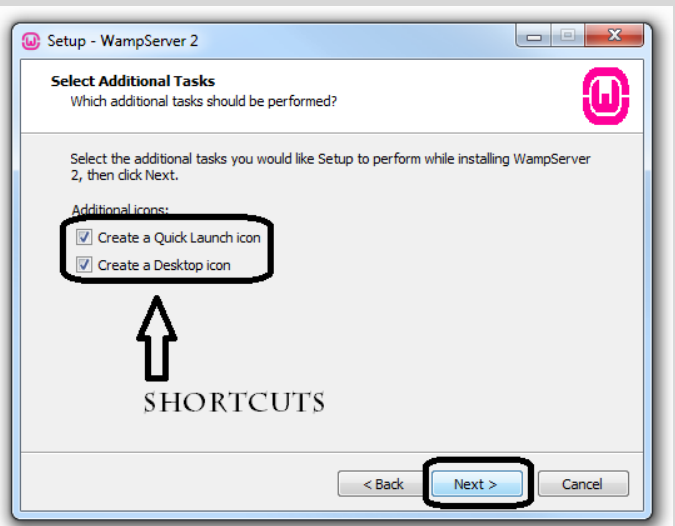 Setup - WampServer 2
Select Additional Tasks
Which additional tasks should be performed?
Select the additional tasks you would like Setup to perform while installing WampServer
2, then click Next.
Additional icons:
Create a Quick Launch icon
Create a Desktop icon
SHORTCUTS
< Back
Next >
Cancel